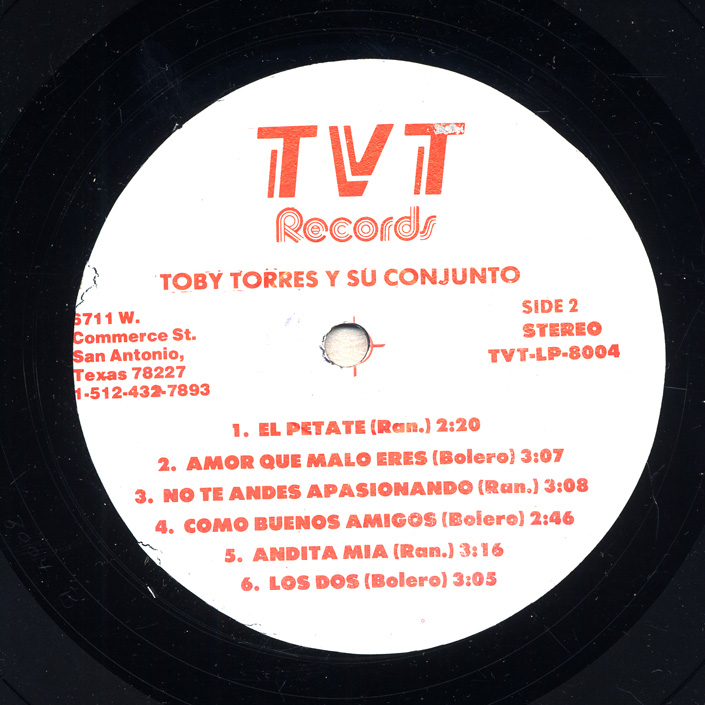 TVT
Records
TOBY TORRES Y SU CONJUNTO
6711 W.
Commerce St.
San Antonio,
Texas 78227
1-512-432-7893
SIDE 2
STEREO
TVT-LP-8004
1. EL PETATE (Ran.) 2:20
2. AMOR QUE MALO ERES (Bolero) 3:07
3. NO TE ANDES APASIONANDO (Ran.) 3:08
4. COMO BUENOS AMIGOS (Bolero) 2:46
5. ANDITA MIA (Ran.) 3:16
6. LOS DOS (Bolero) 3:05